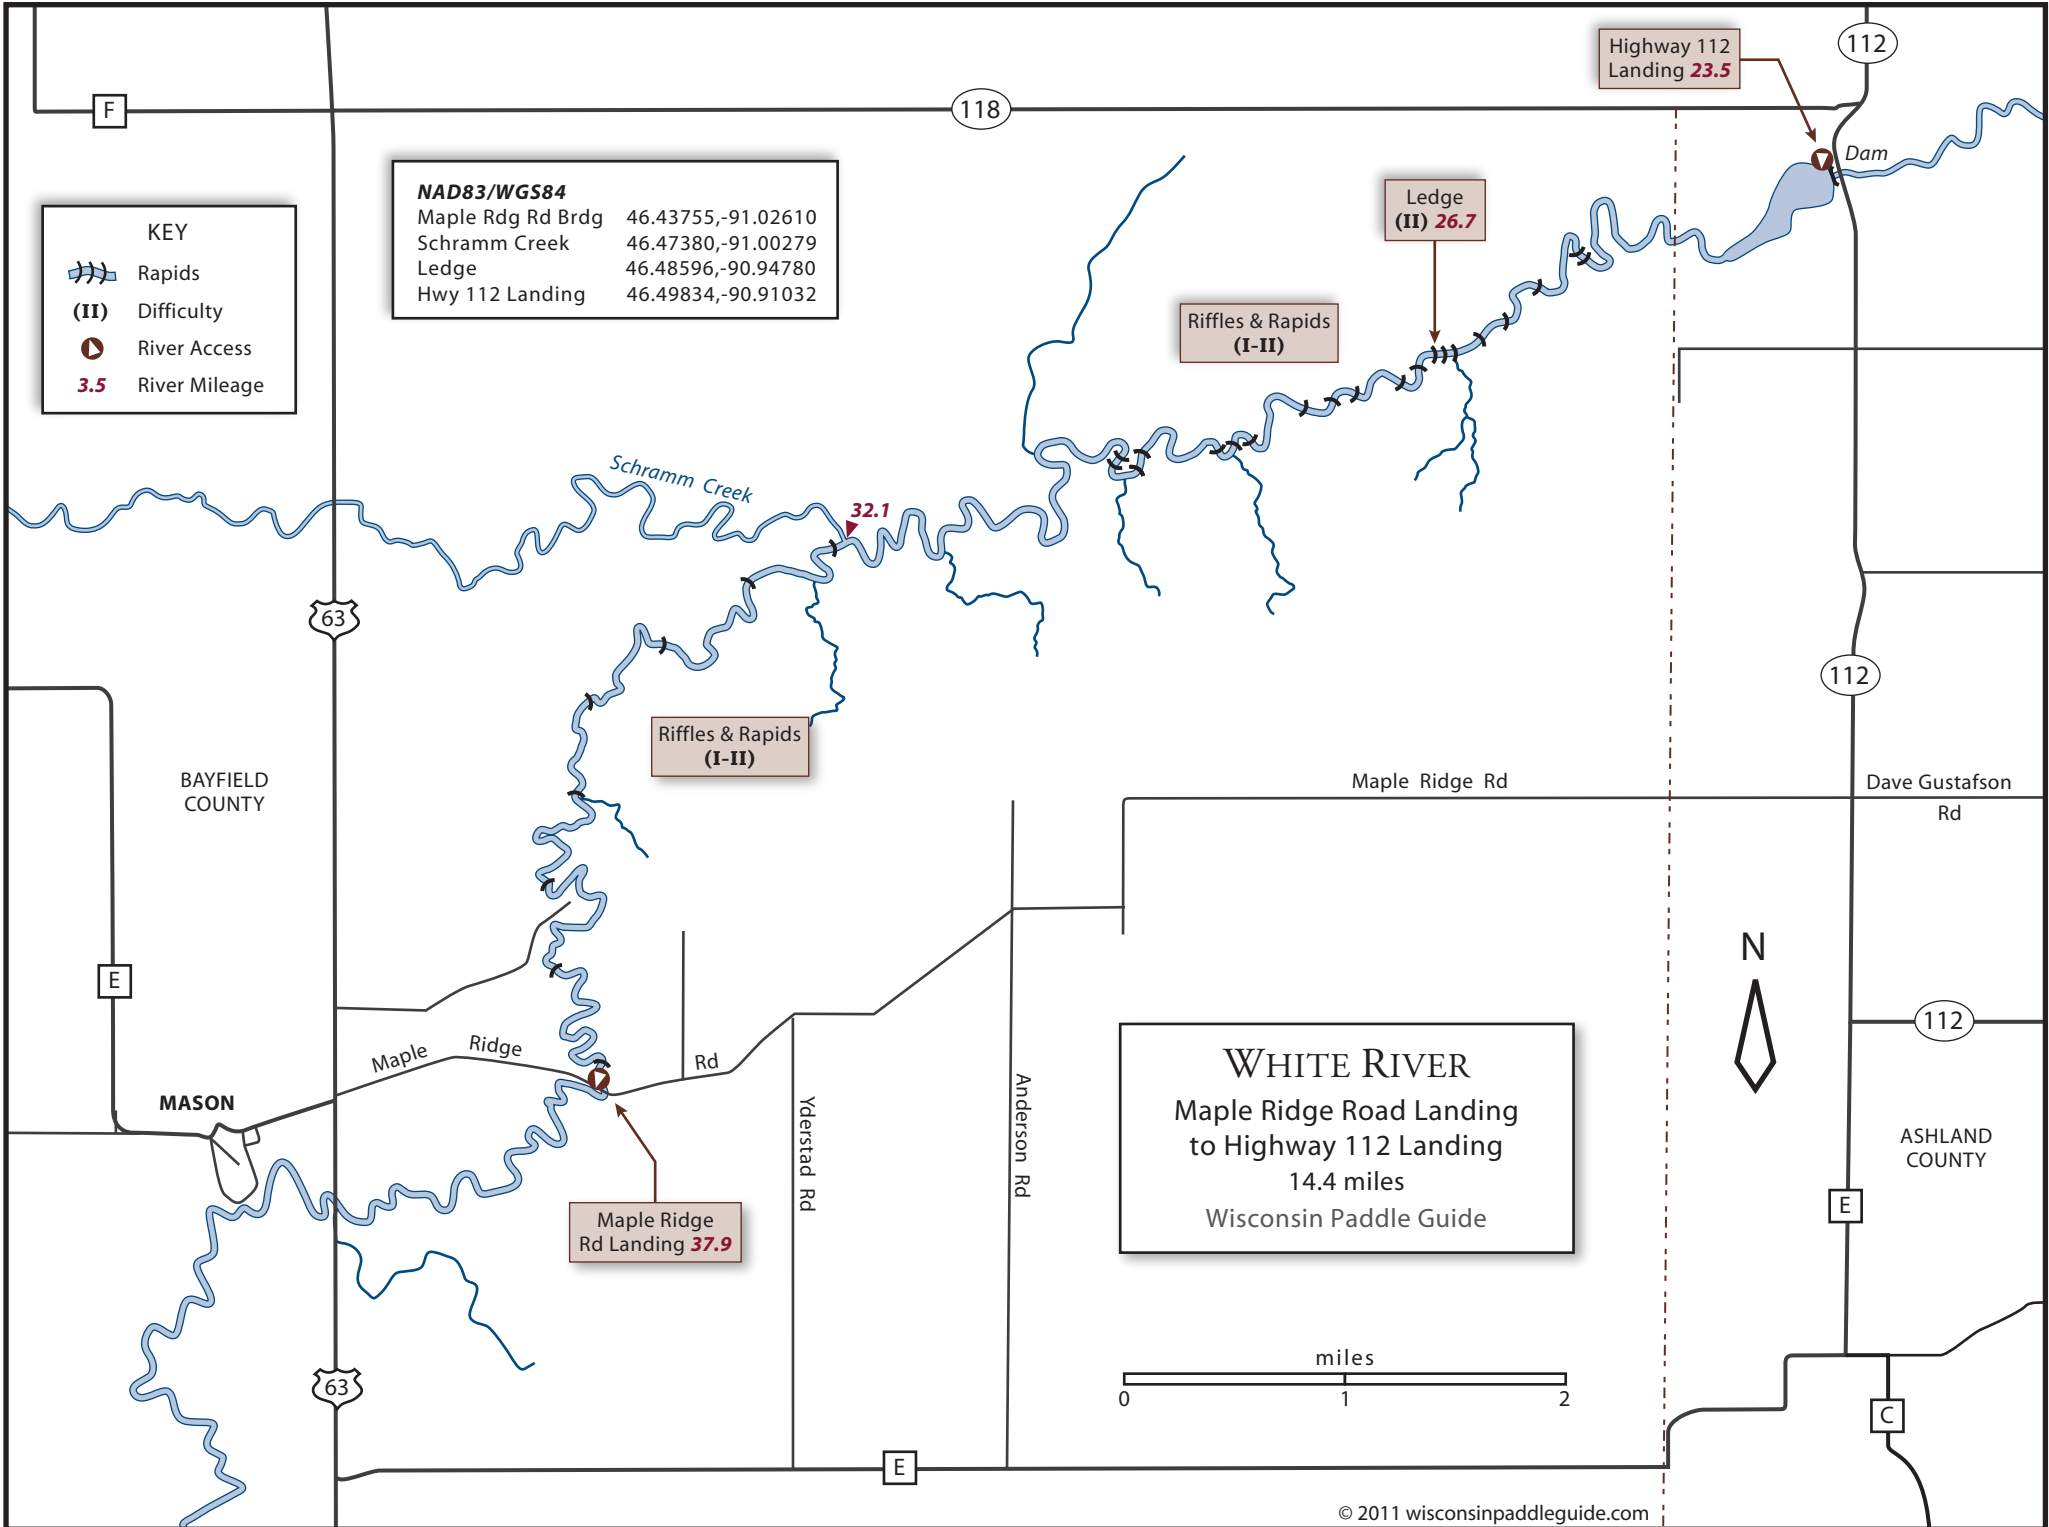 Highway 112
Landing 23.5
112
F
118
Dam
NAD83/WGS84
Maple Rdg Rd Brdg 46.43755,-91.02610
Schramm Creek 46.47380,-91.00279
Ledge 46.48596,-90.94780
Hwy 112 Landing 46.49834,-90.91032
Ledge
(II) 26.7
KEY
Rapids
(II) Difficulty
River Access
3.5 River Mileage
Riffles & Rapids
(I-II)
Schramm Creek
32.1
63
112
Riffles & Rapids
(I-II)
BAYFIELD
COUNTY
Maple Ridge Rd
Dave Gustafson
Rd
N
E
112
Maple Ridge Rd
MASON
Yderstad Rd
Anderson Rd
WHITE RIVER
Maple Ridge Road Landing
to Highway 112 Landing
14.4 miles
Wisconsin Paddle Guide
ASHLAND
COUNTY
E
Maple Ridge
Rd Landing 37.9
miles
0 1 2
63
C
E
© 2011 wisconsinpaddleguide.com